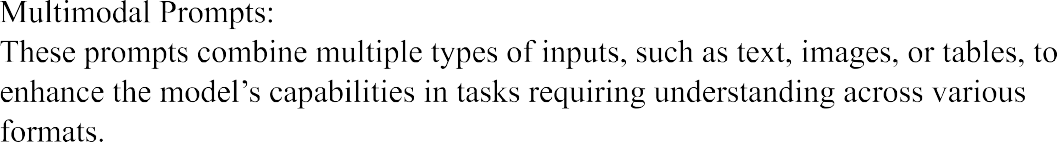 Multimodal Prompts:
These prompts combine multiple types of inputs, such as text, images, or tables, to
enhance the model’s capabilities in tasks requiring understanding across various
formats.